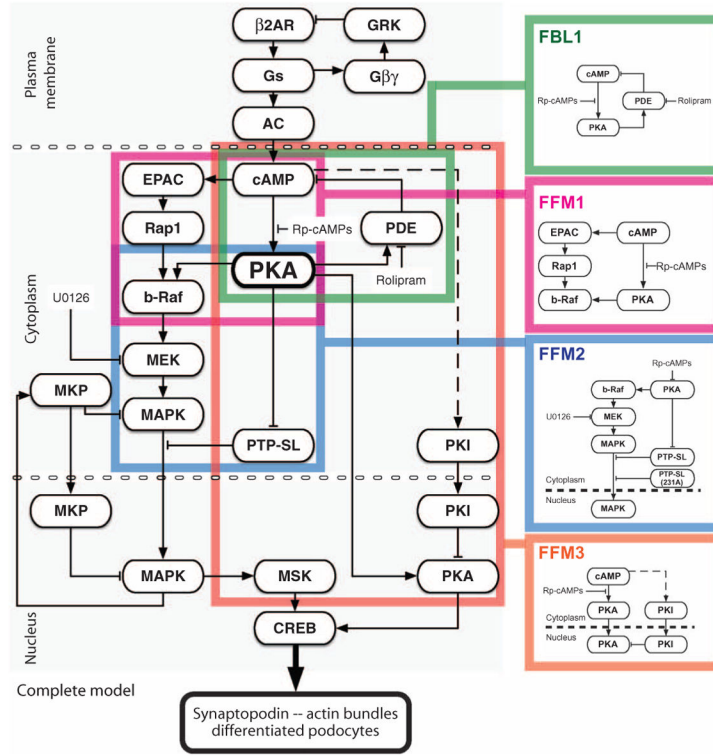 β2AR
GRK
Plasma
membrane
Gs
Gβγ
AC
EPAC
cAMP
Rap1
Rp-cAMPs
PDE
PKA
Rolipram
b-Raf
U0126
Cytoplasm
MEK
MKP
MAPK
PTP-SL
PKI
MKP
PKI
MAPK
MSK
PKA
Nucleus
CREB
Complete model
Synaptopodin -- actin bundles
differentiated podocytes
FBL1
cAMP
Rp-cAMPs
PDE
Rolipram
PKA
FFM1
EPAC
cAMP
Rap1
Rp-cAMPs
b-Raf
PKA
FFM2
Rp-cAMPs
b-Raf
PKA
U0126
MEK
MAPK
PTP-SL
PTP-SL
(231A)
Cytoplasm
Nucleus
MAPK
FFM3
cAMP
Rp-cAMPs
PKA
PKI
Cytoplasm
Nucleus
PKA
PKI